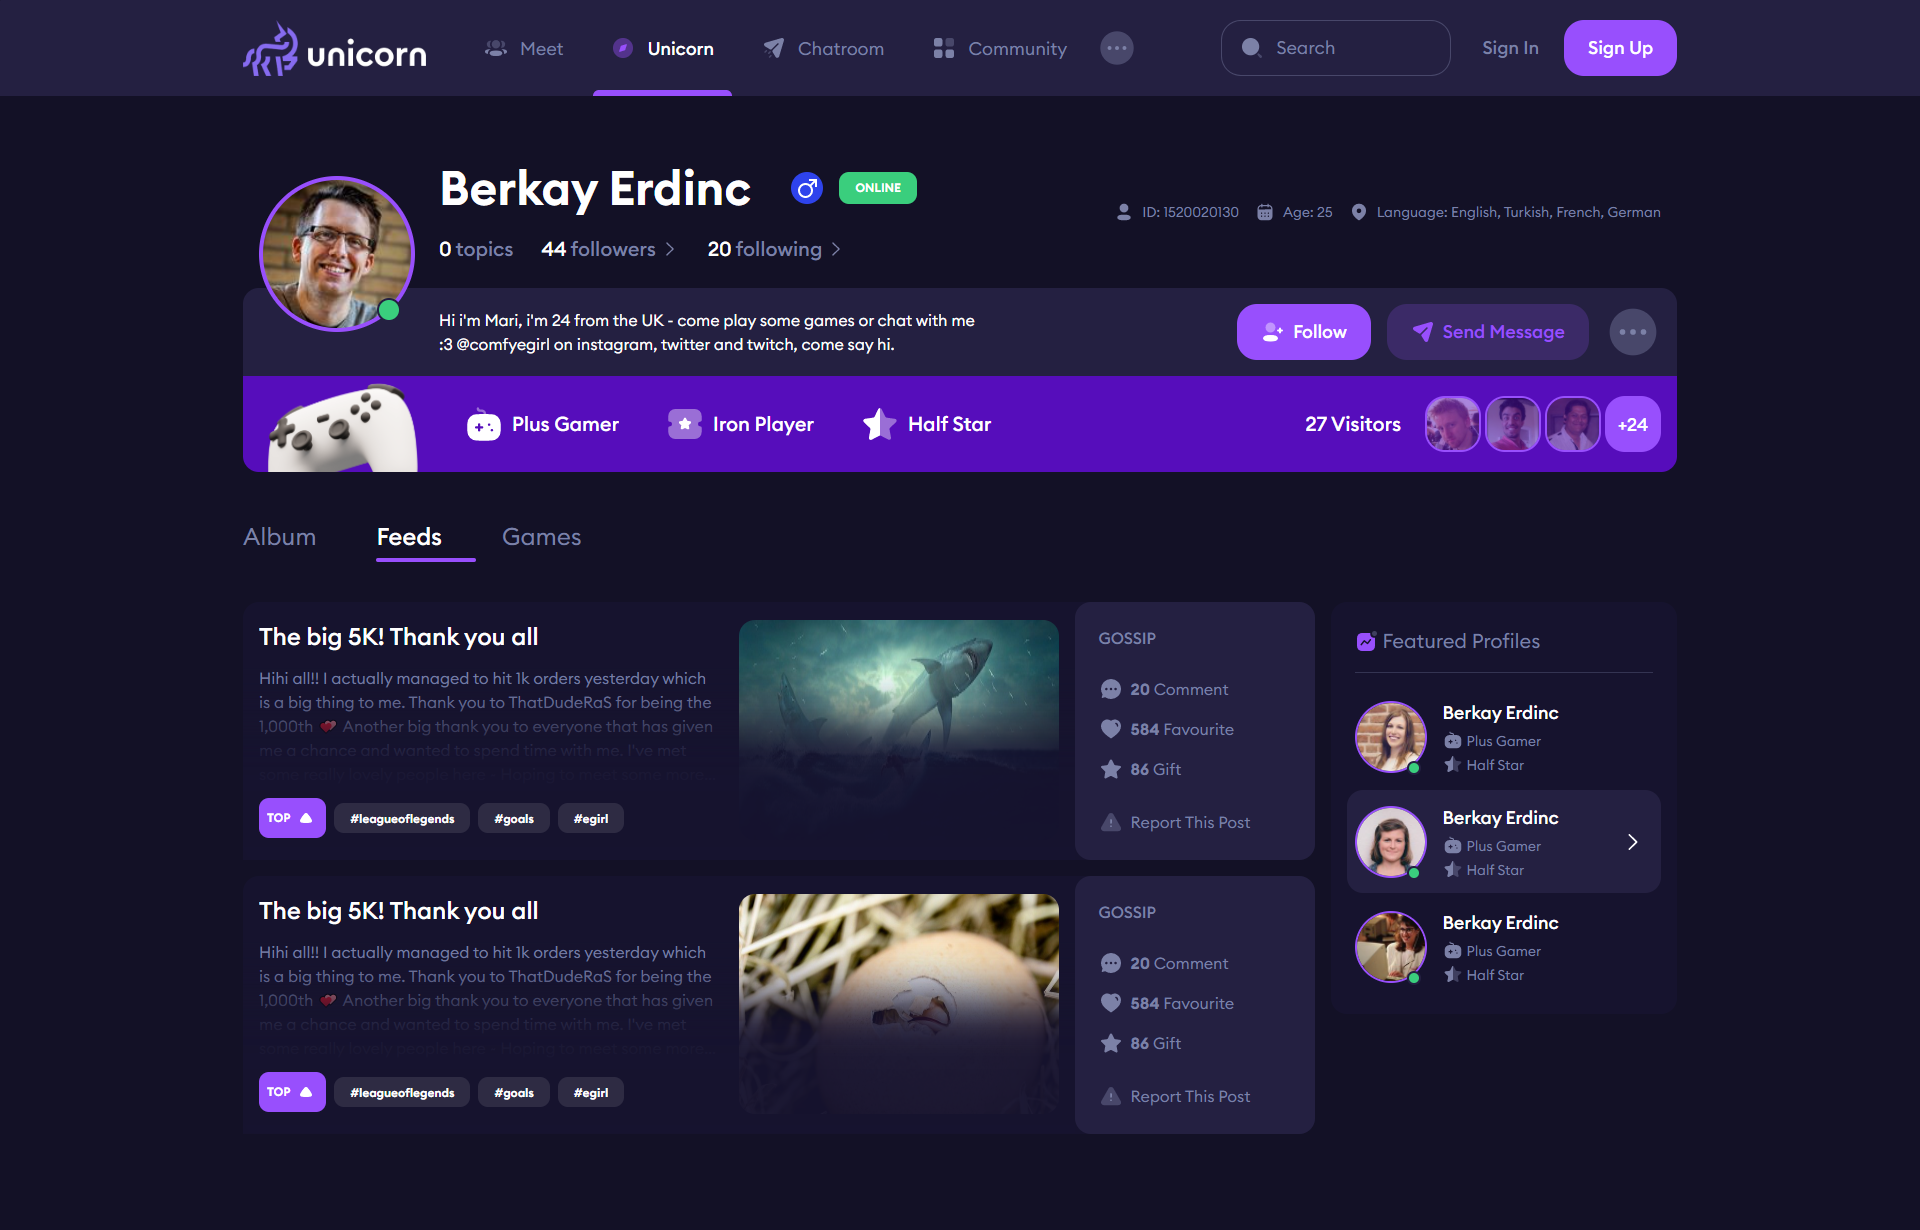 unicorn
Meet
Unicorn
Chatroom
Community
Search
Sign In
Sign Up
Berkay Erdinc
ONLINE
ID: 1520020130
Age: 25
Language: English, Turkish, French, German
0 topics
44 followers
20 following
Hi i'm Mari, i'm 24 from the UK - come play some games or chat with me
:3 @comfyegirl on instagram, twitter and twitch, come say hi.
Follow
Send Message
Plus Gamer
Iron Player
Half Star
27 Visitors
+24
Album
Feeds
Games
The big 5K! Thank you all
Hihi all!! I actually managed to hit 1k orders yesterday which
is a big thing to me. Thank you to ThatDudeRaS for being the
1,000th 💕 Another big thank you to everyone that has given
me a chance and wanted to spend time with me. I've met
some really lovely people here - Hoping to meet some more..
TOP
#leagueoflegends
#goals
#egirl
GOSSIP
20 Comment
584 Favourite
86 Gift
Report This Post
The big 5K! Thank you all
Hihi all!! I actually managed to hit 1k orders yesterday which
is a big thing to me. Thank you to ThatDudeRaS for being the
1,000th 💕 Another big thank you to everyone that has given
me a chance and wanted to spend time with me. I've met
some really lovely people here - Hoping to meet some more..
TOP
#leagueoflegends
#goals
#egirl
GOSSIP
20 Comment
584 Favourite
86 Gift
Report This Post
Featured Profiles
Berkay Erdinc
Plus Gamer
Half Star
Berkay Erdinc
Plus Gamer
Half Star
Berkay Erdinc
Plus Gamer
Half Star